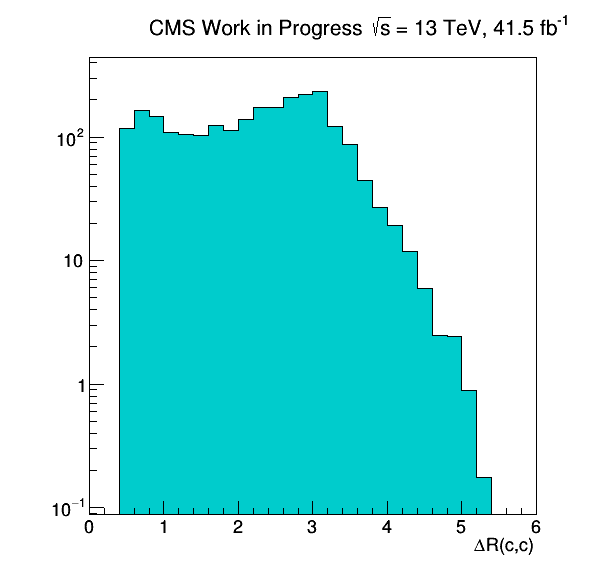 CMS Work in Progress √s = 13 TeV, 41.5 fb⁻¹
10²
10
1
10⁻¹
0 1 2 3 4 5 6
ΔR(c,c)